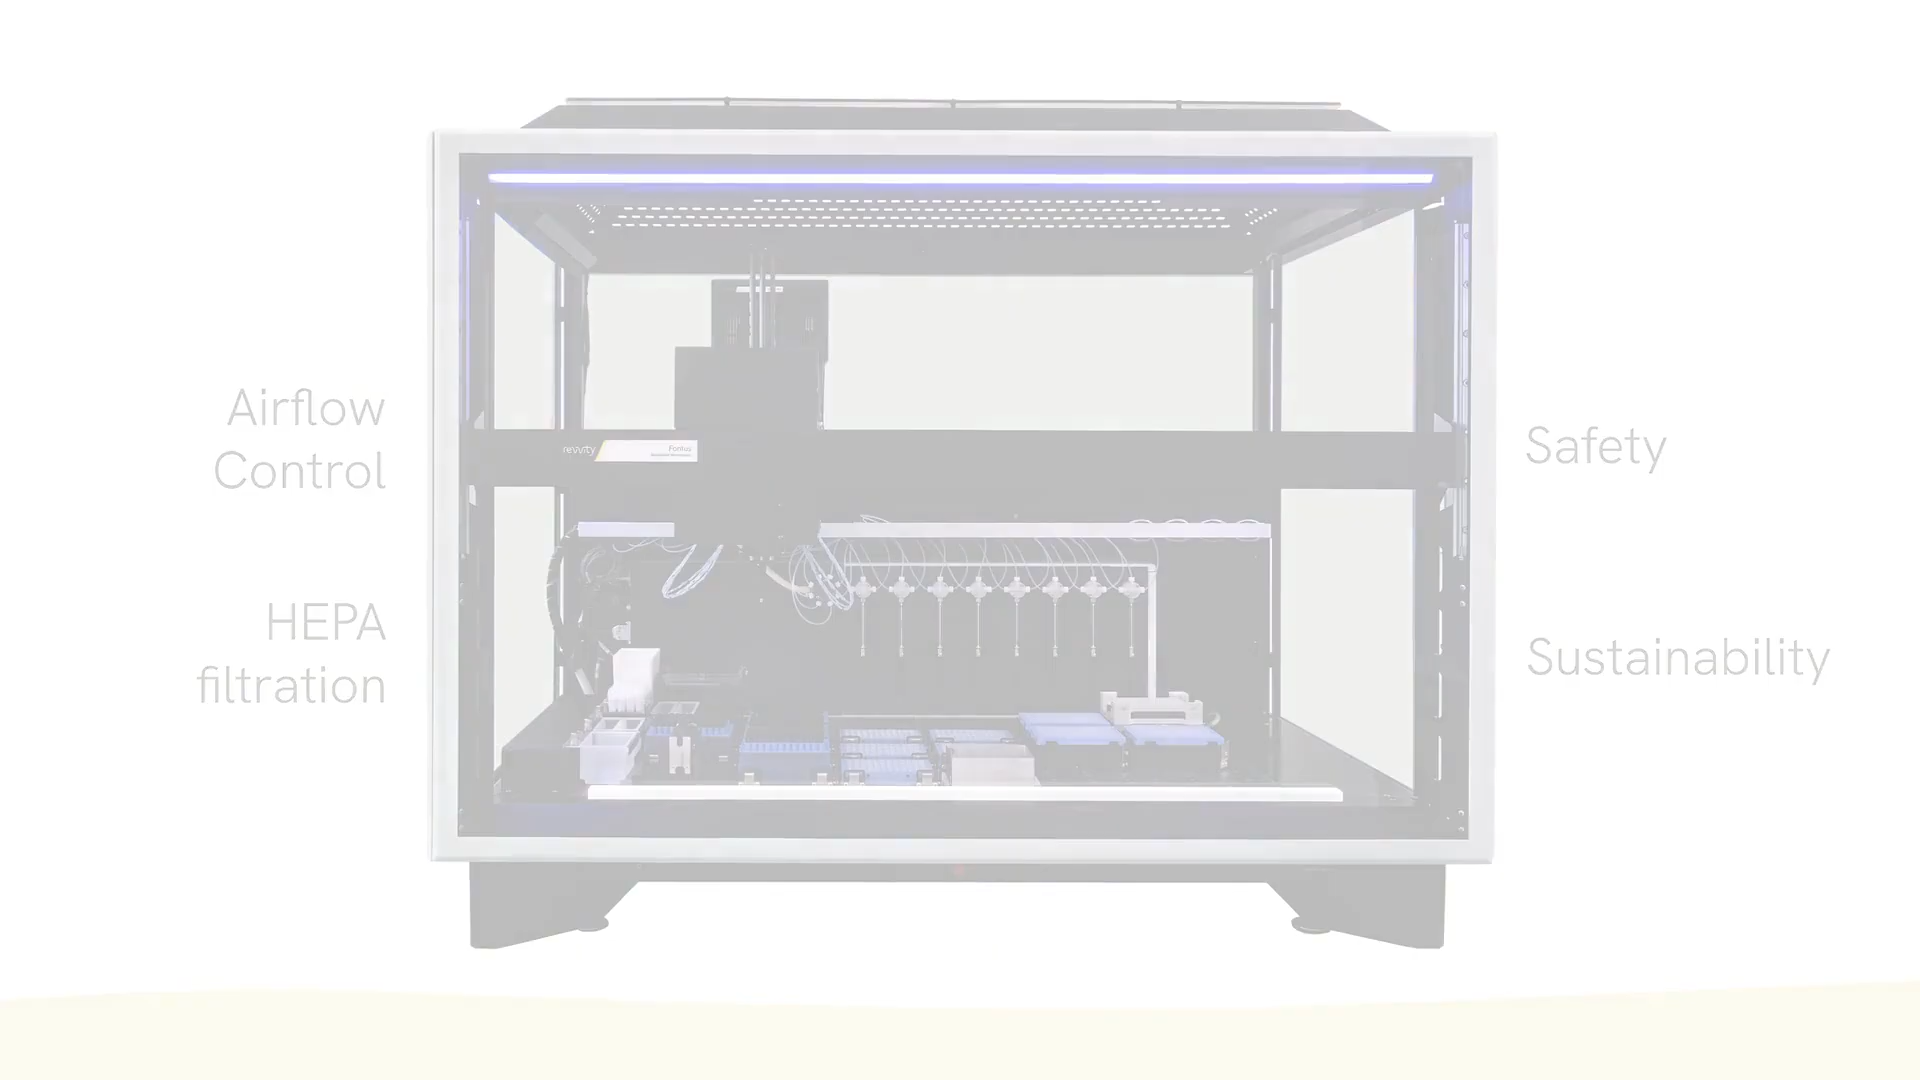 Airflow
Control
HEPA
filtration
revvity
Fontus
Safety
Sustainability